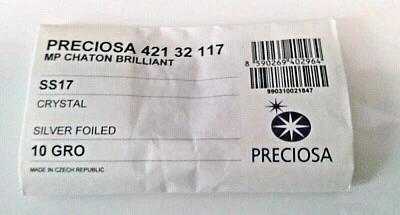 PRECIOSA 421 32 117
MP CHATON BRILLIANT
SS17
CRYSTAL
SILVER FOILED
10 GRO
MADE IN CZECH REPUBLIC
8 590269 402964
990310021847
PRECIOSA